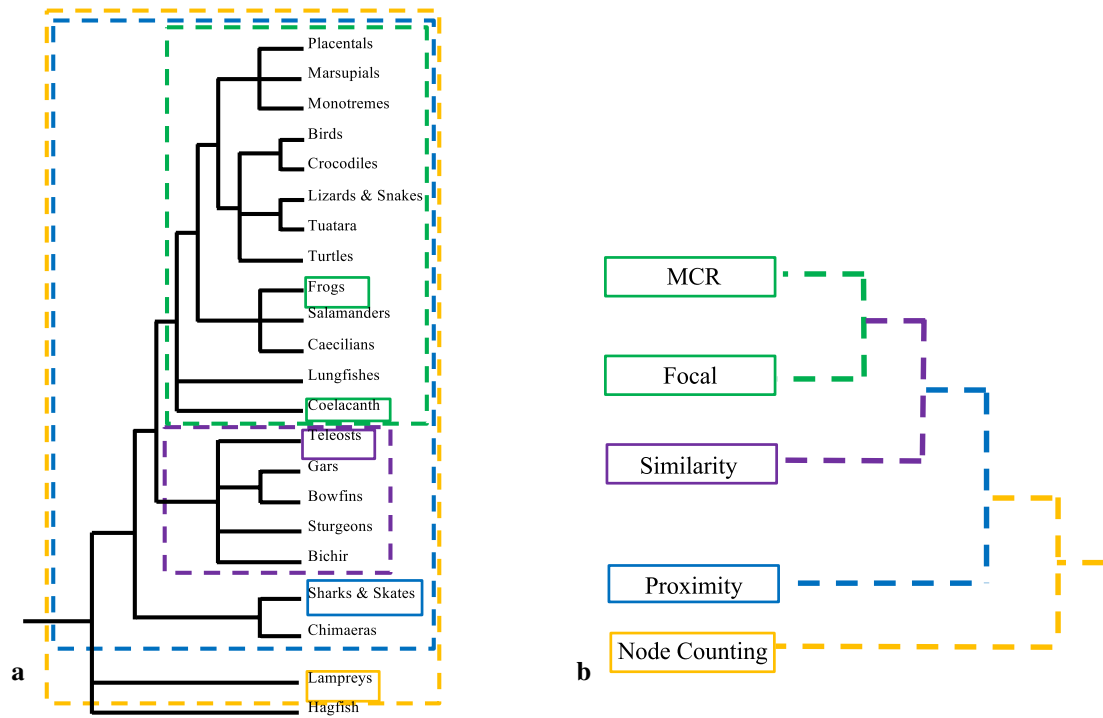 Placentals
Marsupials
Monotremes
Birds
Crocodiles
Lizards & Snakes
Tuatara
Turtles
Frogs
Salamanders
Caecilians
Lungfishes
Coelacanth
Teleosts
Gars
Bowfins
Sturgeons
Bichir
Sharks & Skates
Chimaeras
Lampreys
Hagfish
a
MCR
Focal
Similarity
Proximity
Node Counting
b